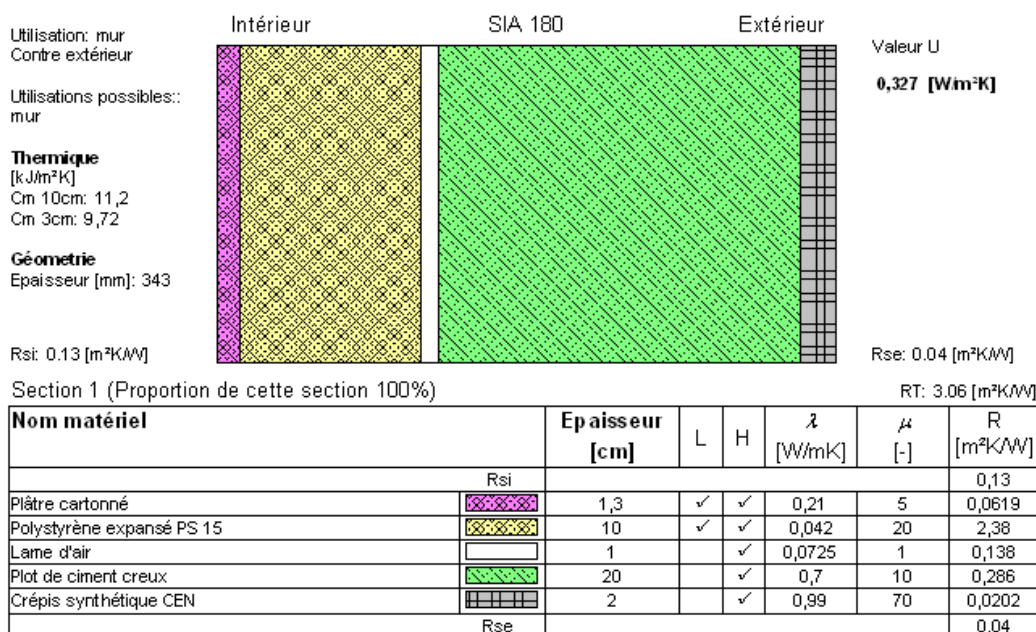 Intérieur SIA 180 Extérieur
Utilisation: mur
Contre extérieur
Utilisations possibles::
mur
Thermique
[kJ/m²K]
Cm 10cm: 11,2
Cm 3cm: 9,72
Géometrie
Epaisseur [mm]: 343
Rsi: 0.13 [m²K/W]
Valeur U
0,327 [W/m²K]
Rse: 0.04 [m²K/W]
Section 1 (Proportion de cette section 100%) RT: 3.06 [m²K/W]
Nom matériel Epaisseur [cm] L H λ [W/mK] μ [-] R [m²K/W]
Rsi 0,13
Plâtre cartonné 1,3 ✓ ✓ 0,21 5 0,0619
Polystyrène expansé PS 15 10 ✓ ✓ 0,042 20 2,38
Lame d'air 1 ✓ 0,0725 1 0,138
Plot de ciment creux 20 ✓ 0,7 10 0,286
Crépis synthétique CEN 2 ✓ 0,99 70 0,0202
Rse 0,04